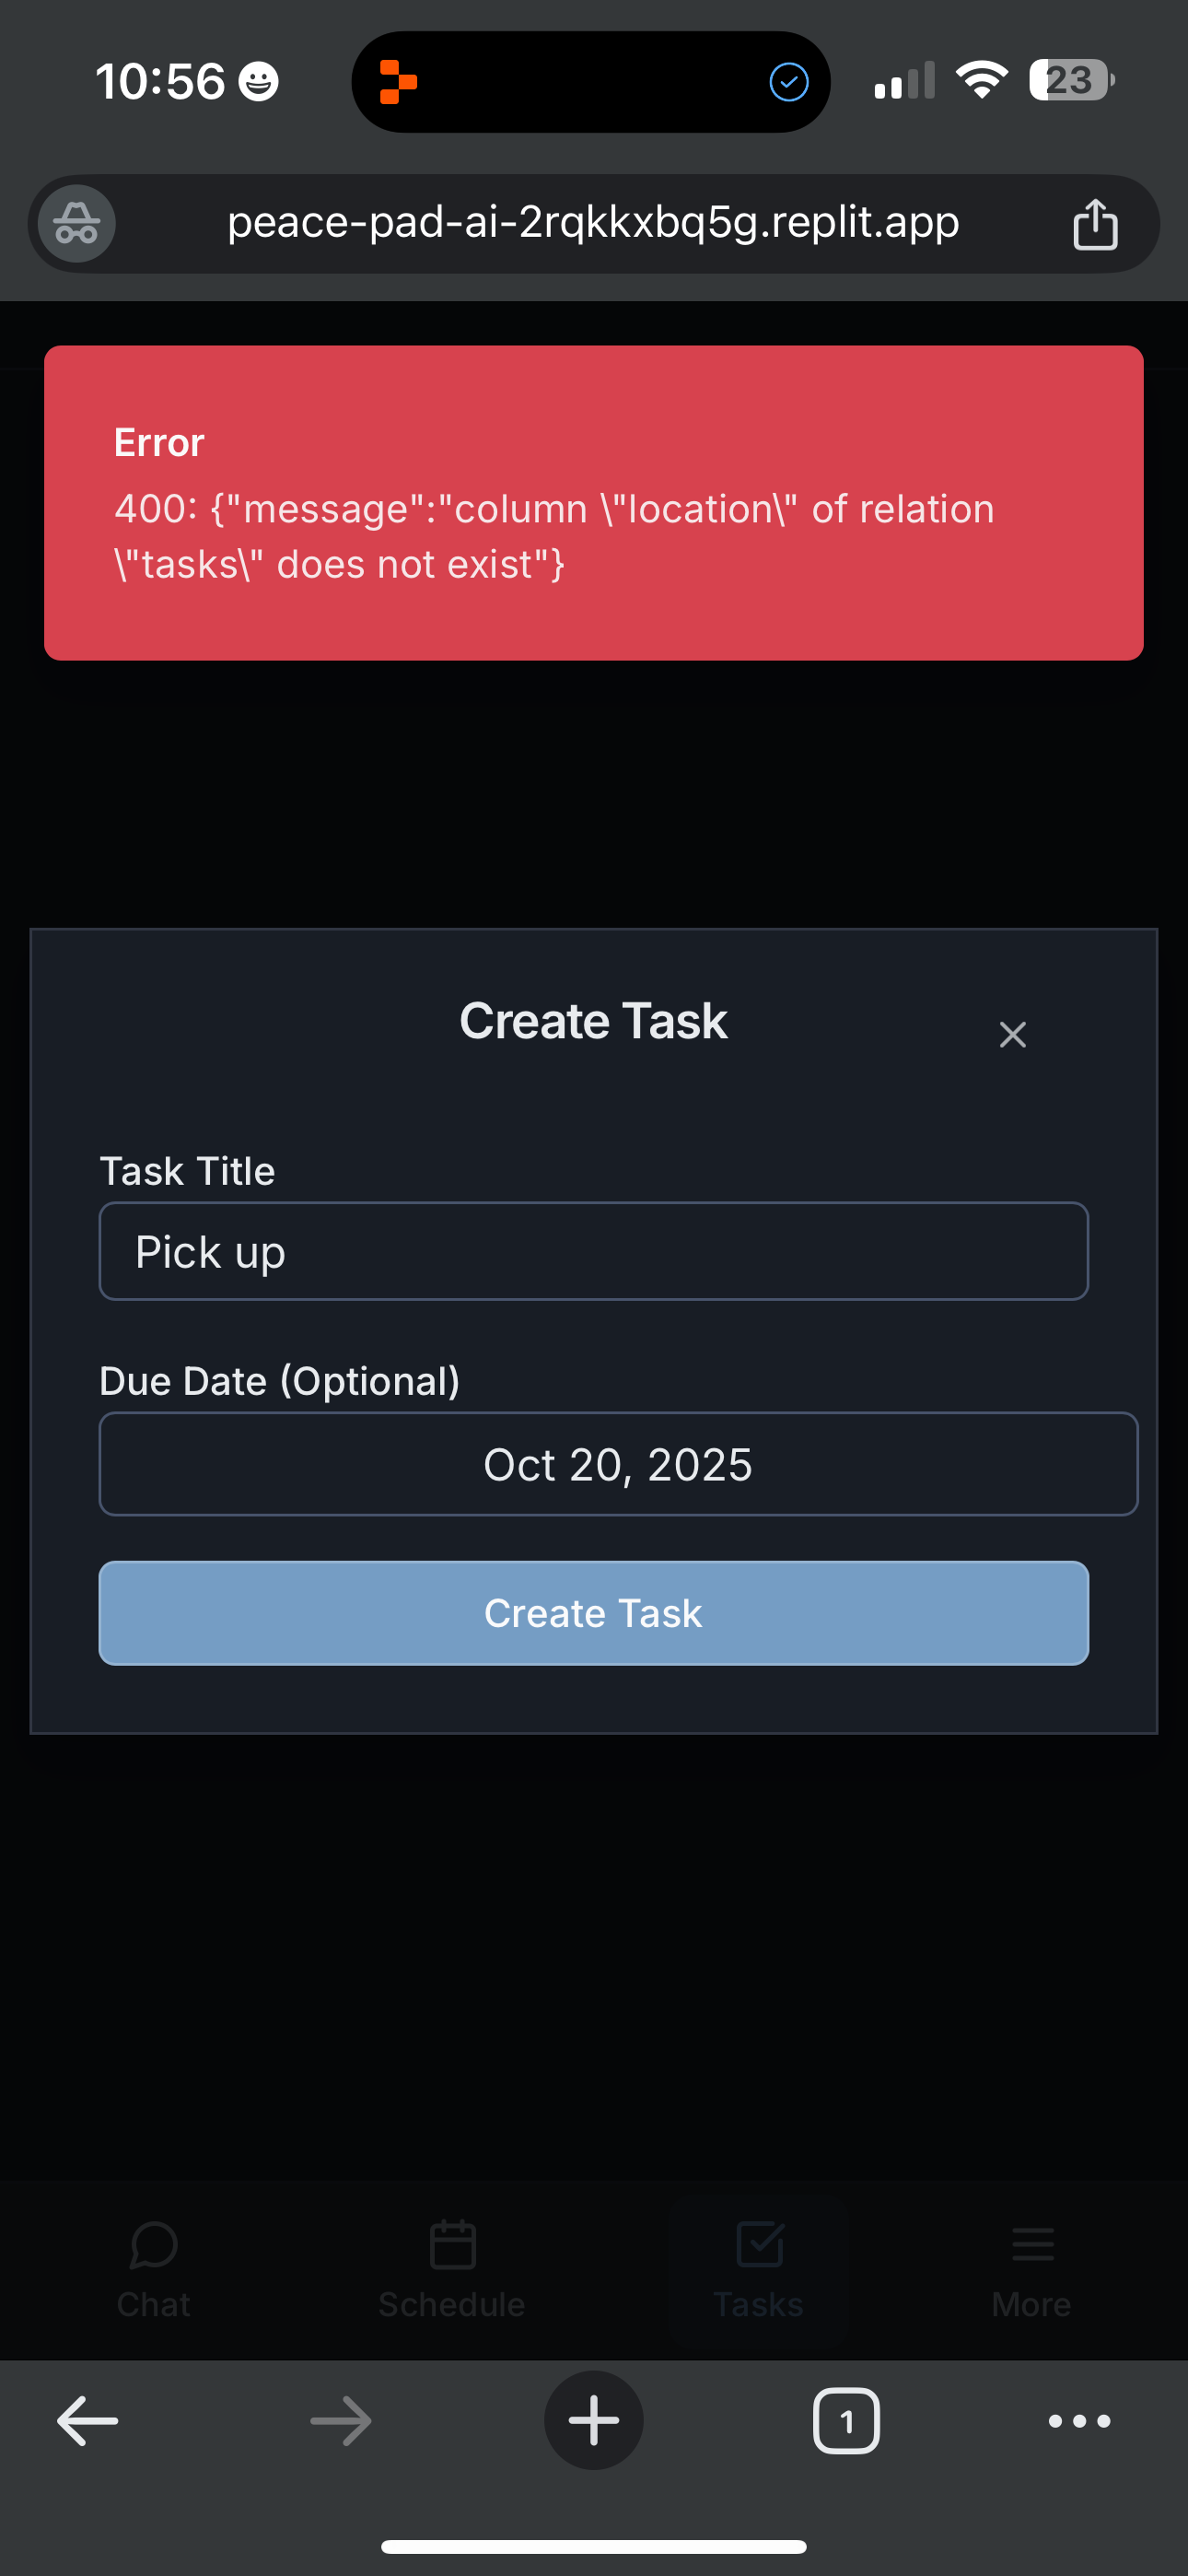 10:56
23
peace-pad-ai-2rqkkxbq5g.replit.app
Error
400: {"message":"column \"location\" of relation
\"tasks\" does not exist"}
Create Task
Task Title
Pick up
Due Date (Optional)
Oct 20, 2025
Create Task
Chat
Schedule
Tasks
More
1